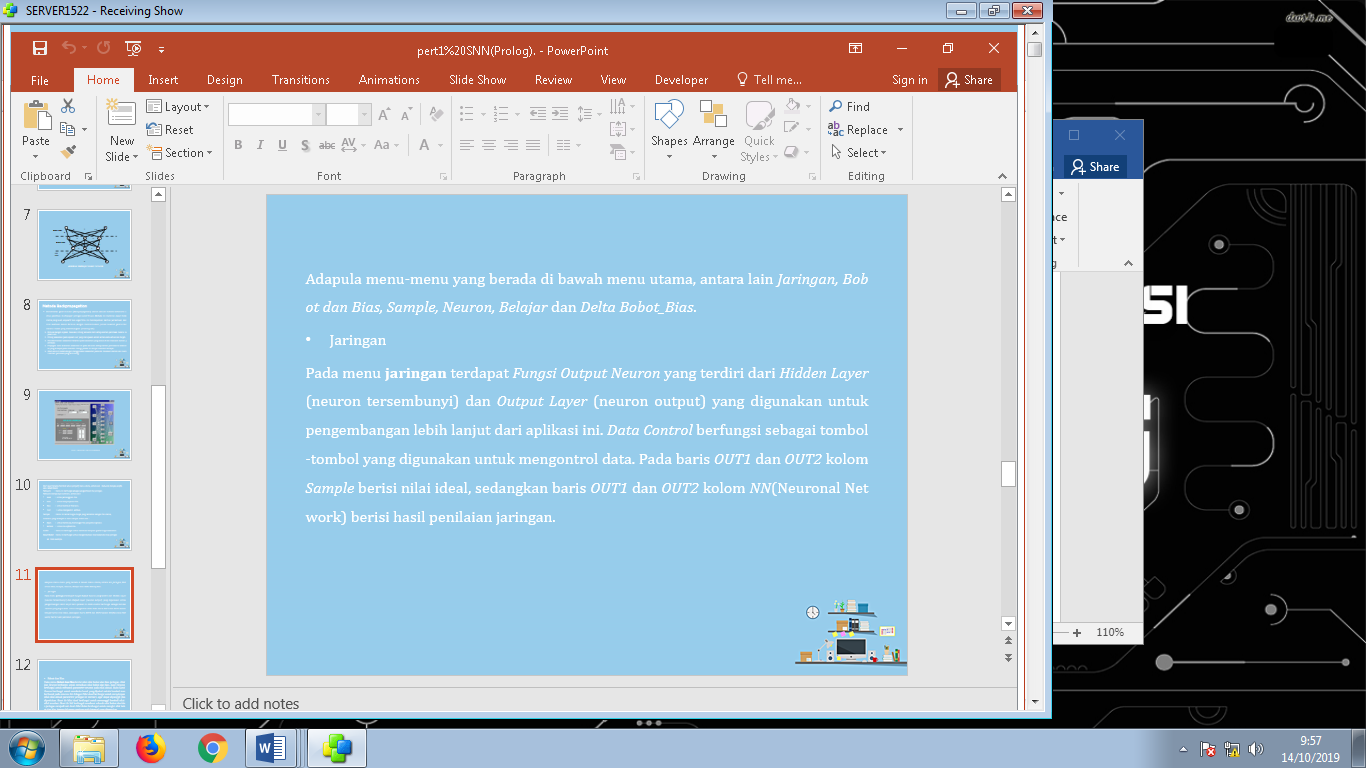 SERVER1522 - Receiving Show
pert1%20SNN(Prolog). - PowerPoint
File Home Insert Design Transitions Animations Slide Show Review View Developer Tell me... Sign in Share
Paste
Clipboard
New Slide
Layout
Reset
Section
Slides
B I U S abc AV Aa A
Font
Paragraph
Shapes Arrange Quick Styles
Drawing
Find
Replace
Select
Editing
Share
7
8
9
10
11
12
Adapula menu-menu yang berada di bawah menu utama, antara lain Jaringan, Bob
ot dan Bias, Sample, Neuron, Belajar dan Delta Bobot_Bias.
• Jaringan
Pada menu jaringan terdapat Fungsi Output Neuron yang terdiri dari Hidden Layer
(neuron tersembunyi) dan Output Layer (neuron output) yang digunakan untuk
pengembangan lebih lanjut dari aplikasi ini. Data Control berfungsi sebagai tombol
-tombol yang digunakan untuk mengontrol data. Pada baris OUT1 dan OUT2 kolom
Sample berisi nilai ideal, sedangkan baris OUT1 dan OUT2 kolom NN(Neuronal Net
work) berisi hasil penilaian jaringan.
Click to add notes
110%
9:57
14/10/2019